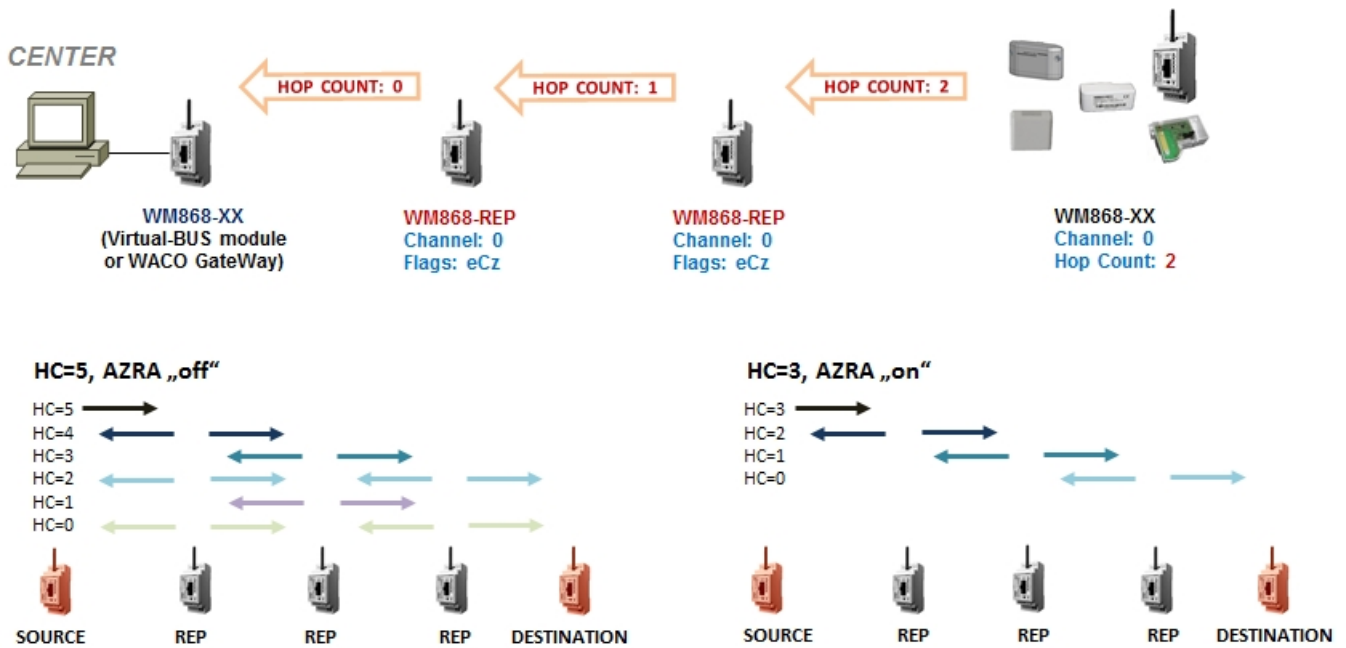 CENTER
HOP COUNT: 0
HOP COUNT: 1
HOP COUNT: 2
WM868-XX
(Virtual-BUS module
or WACO GateWay)
WM868-REP
Channel: 0
Flags: eCz
WM868-REP
Channel: 0
Flags: eCz
WM868-XX
Channel: 0
Hop Count: 2
HC=5, AZRA „off“
HC=5
HC=4
HC=3
HC=2
HC=1
HC=0
SOURCE
REP
REP
REP
DESTINATION
HC=3, AZRA „on“
HC=3
HC=2
HC=1
HC=0
SOURCE
REP
REP
REP
DESTINATION